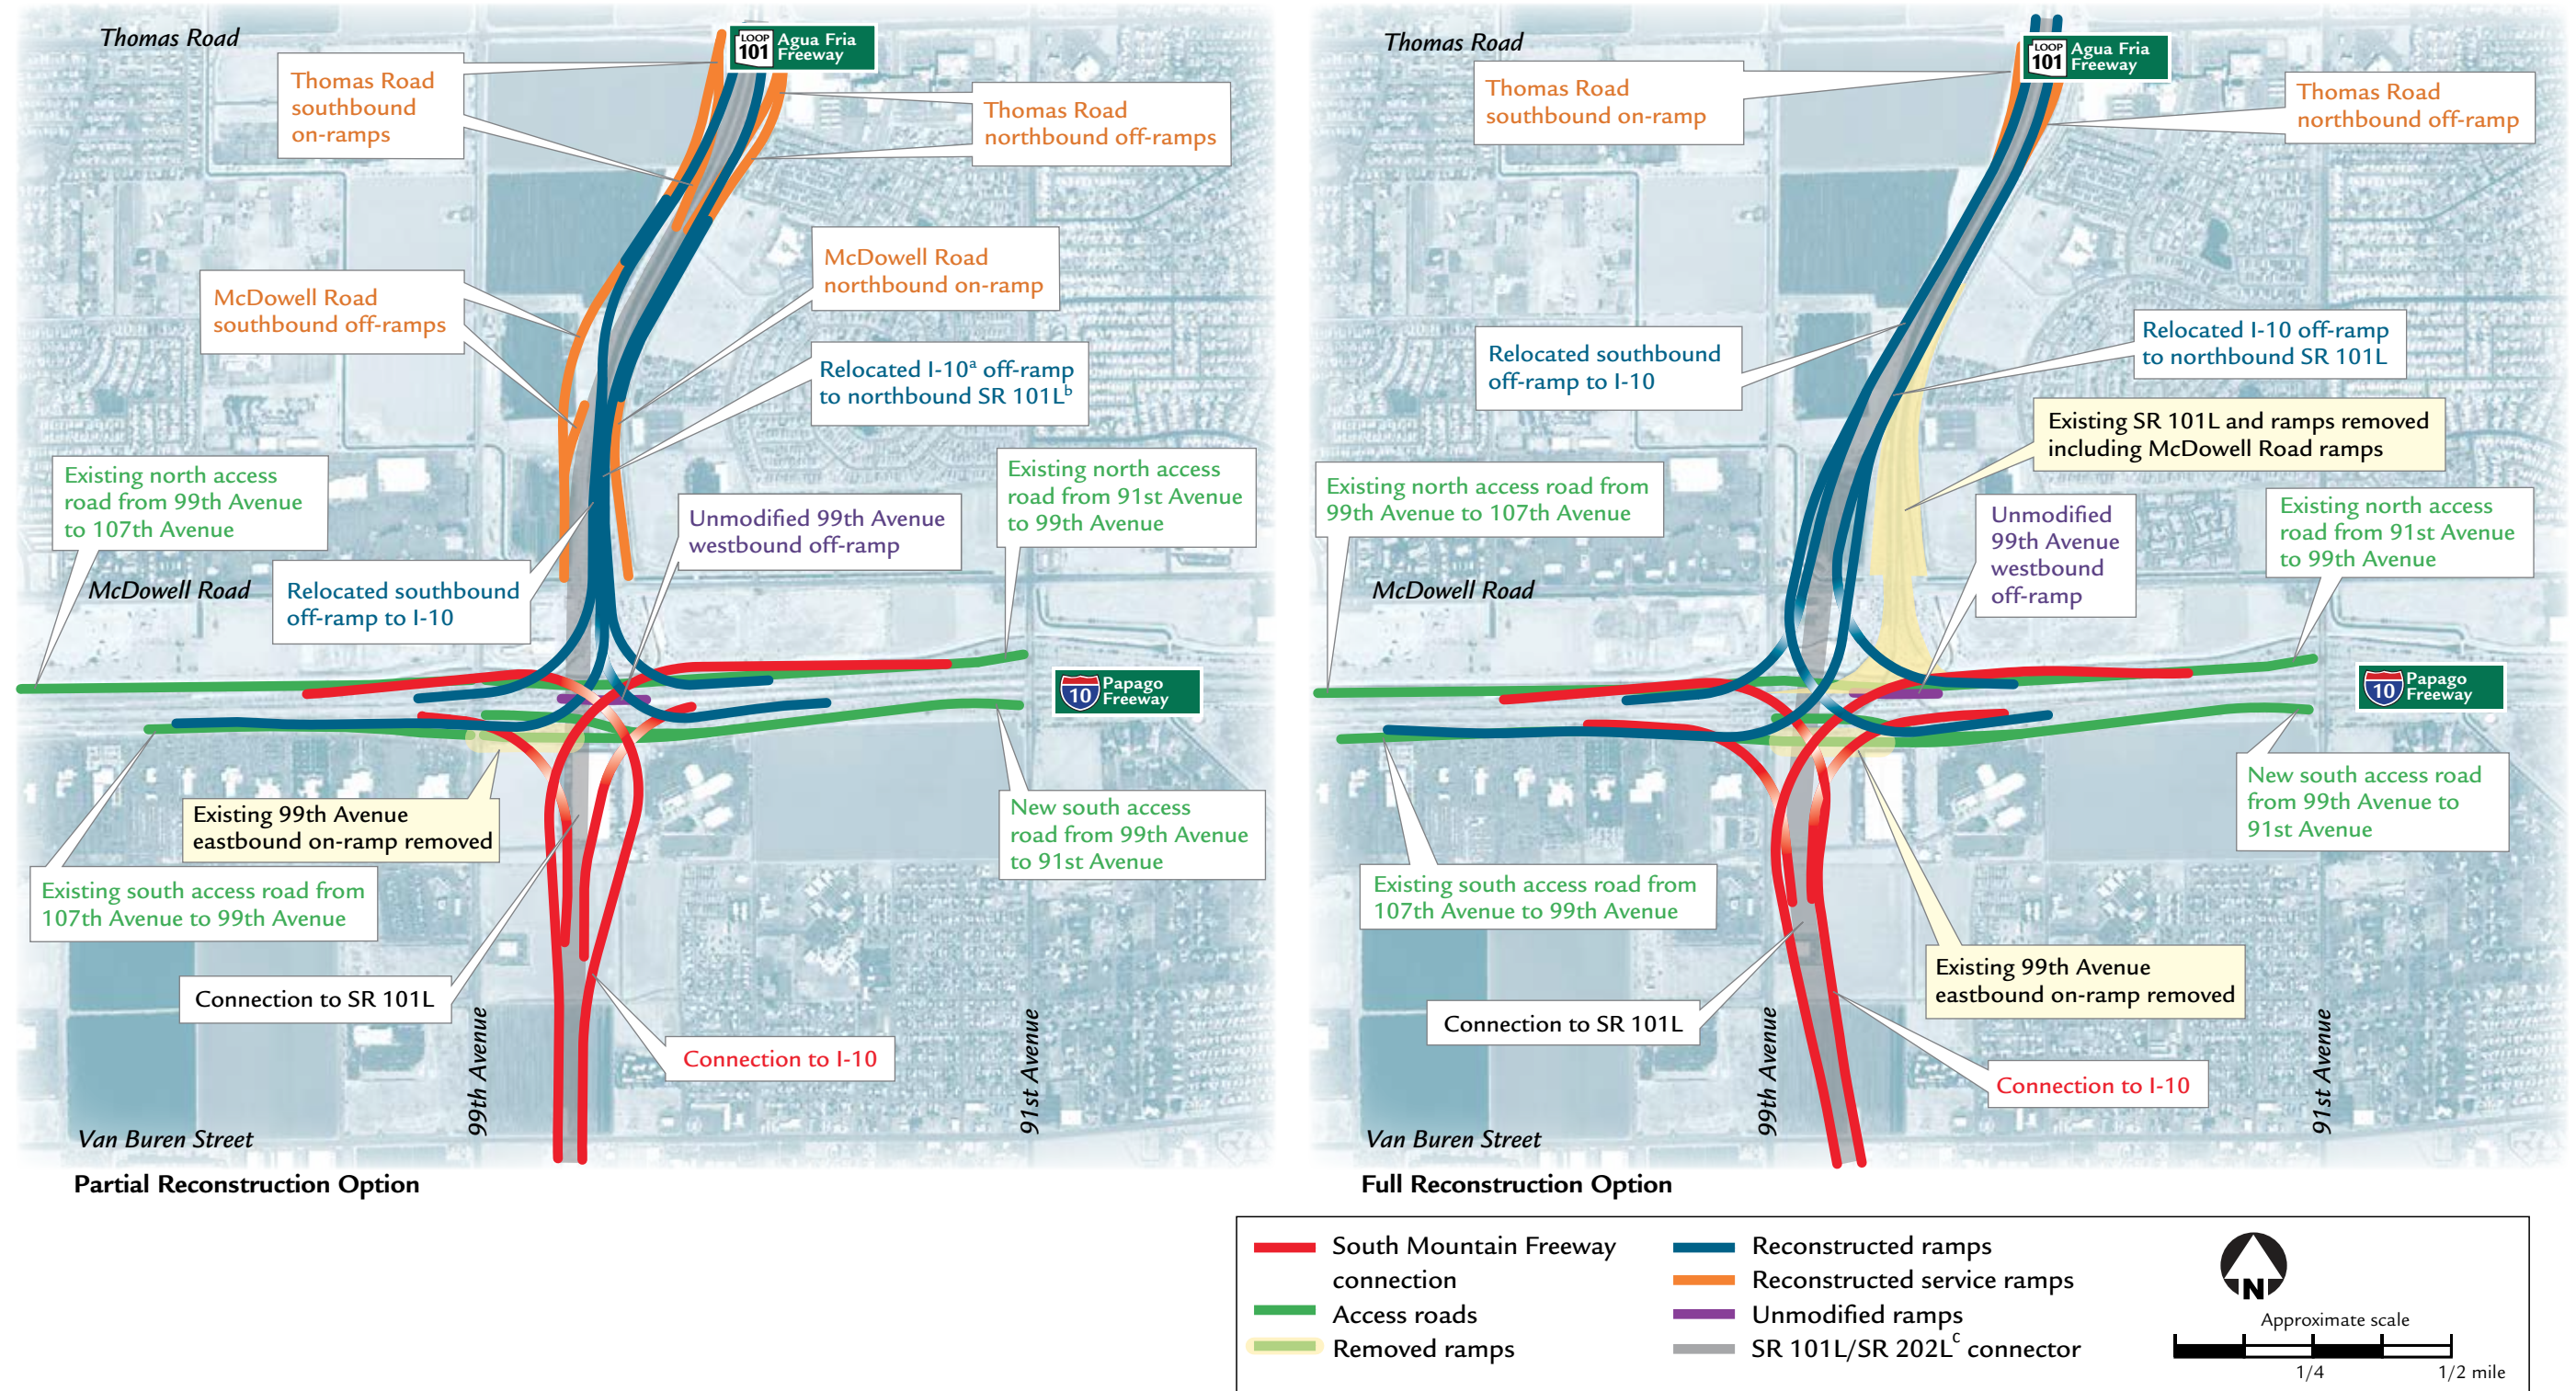 Thomas Road
LOOP
101
Agua Fria
Freeway
Thomas Road
southbound
on-ramps
Thomas Road
northbound off-ramps
McDowell Road
northbound on-ramp
McDowell Road
southbound off-ramps
Relocated I-10ᵃ off-ramp
to northbound SR 101Lᵇ
Existing north access
road from 99th Avenue
to 107th Avenue
Existing north access
road from 91st Avenue
to 99th Avenue
Unmodified 99th Avenue
westbound off-ramp
McDowell Road
Relocated southbound
off-ramp to I-10
10
Papago
Freeway
Existing 99th Avenue
eastbound on-ramp removed
New south access
road from 99th Avenue
to 91st Avenue
Existing south access road from
107th Avenue to 99th Avenue
Connection to SR 101L
Connection to I-10
99th Avenue
91st Avenue
Van Buren Street
Partial Reconstruction Option
Thomas Road
LOOP
101
Agua Fria
Freeway
Thomas Road
southbound on-ramp
Thomas Road
northbound off-ramp
Relocated southbound
off-ramp to I-10
Relocated I-10 off-ramp
to northbound SR 101L
Existing SR 101L and ramps removed
including McDowell Road ramps
Existing north access road from
99th Avenue to 107th Avenue
Unmodified
99th Avenue
westbound
off-ramp
Existing north access
road from 91st Avenue
to 99th Avenue
McDowell Road
10
Papago
Freeway
New south access road
from 99th Avenue to
91st Avenue
Existing south access road from
107th Avenue to 99th Avenue
Existing 99th Avenue
eastbound on-ramp removed
Connection to SR 101L
Connection to I-10
99th Avenue
91st Avenue
Van Buren Street
Full Reconstruction Option
South Mountain Freeway
connection
Access roads
Removed ramps
Reconstructed ramps
Reconstructed service ramps
Unmodified ramps
SR 101L/SR 202Lᶜ connector
N
Approximate scale
1/4
1/2 mile